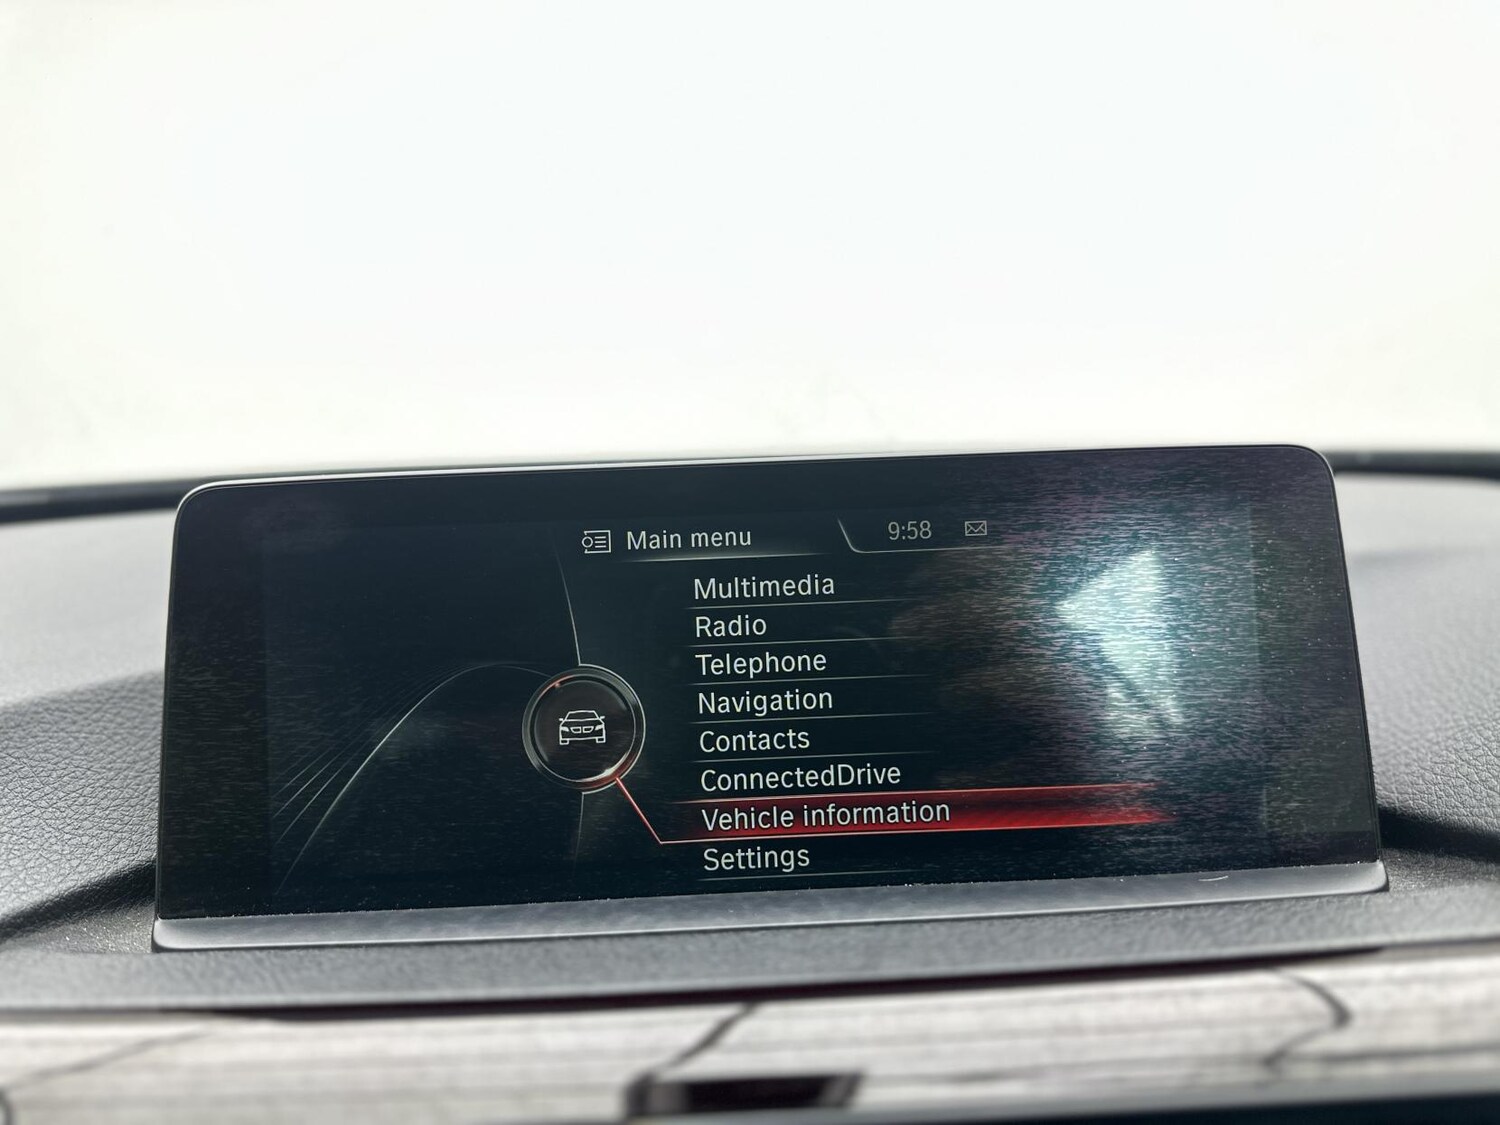 Main menu
9:58
Multimedia
Radio
Telephone
Navigation
Contacts
ConnectedDrive
Vehicle information
Settings